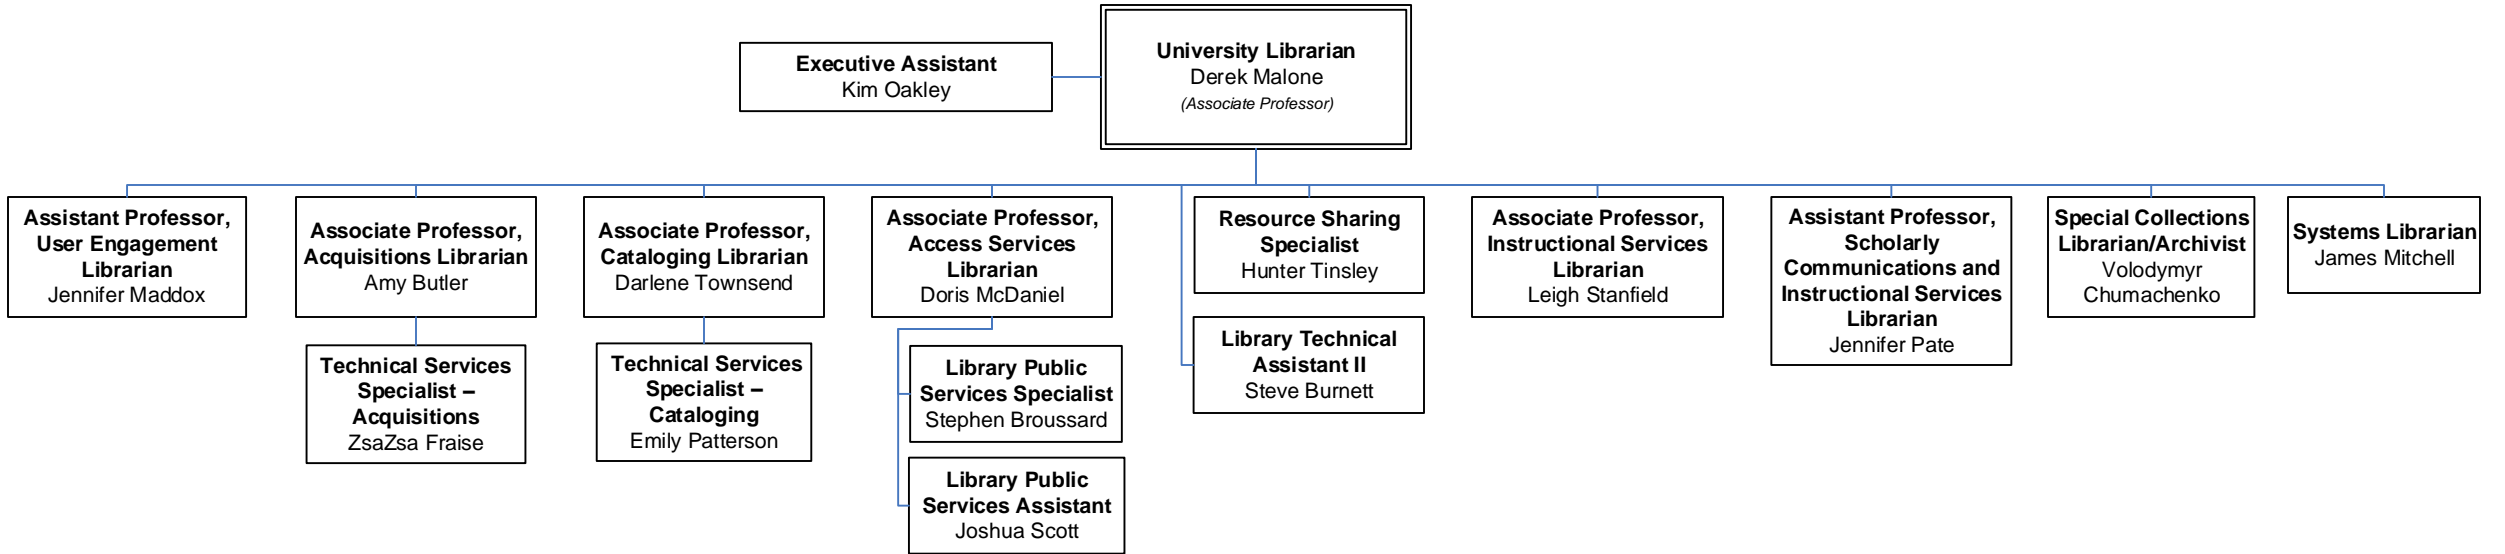 Executive Assistant
Kim Oakley
University Librarian
Derek Malone
(Associate Professor)
Assistant Professor,
User Engagement
Librarian
Jennifer Maddox
Associate Professor,
Acquisitions Librarian
Amy Butler
Associate Professor,
Cataloging Librarian
Darlene Townsend
Associate Professor,
Access Services
Librarian
Doris McDaniel
Resource Sharing
Specialist
Hunter Tinsley
Associate Professor,
Instructional Services
Librarian
Leigh Stanfield
Assistant Professor,
Scholarly
Communications and
Instructional Services
Librarian
Jennifer Pate
Special Collections
Librarian/Archivist
Volodymyr
Chumachenko
Systems Librarian
James Mitchell
Technical Services
Specialist –
Acquisitions
ZsaZsa Fraise
Technical Services
Specialist –
Cataloging
Emily Patterson
Library Public
Services Specialist
Stephen Broussard
Library Public
Services Assistant
Joshua Scott
Library Technical
Assistant II
Steve Burnett